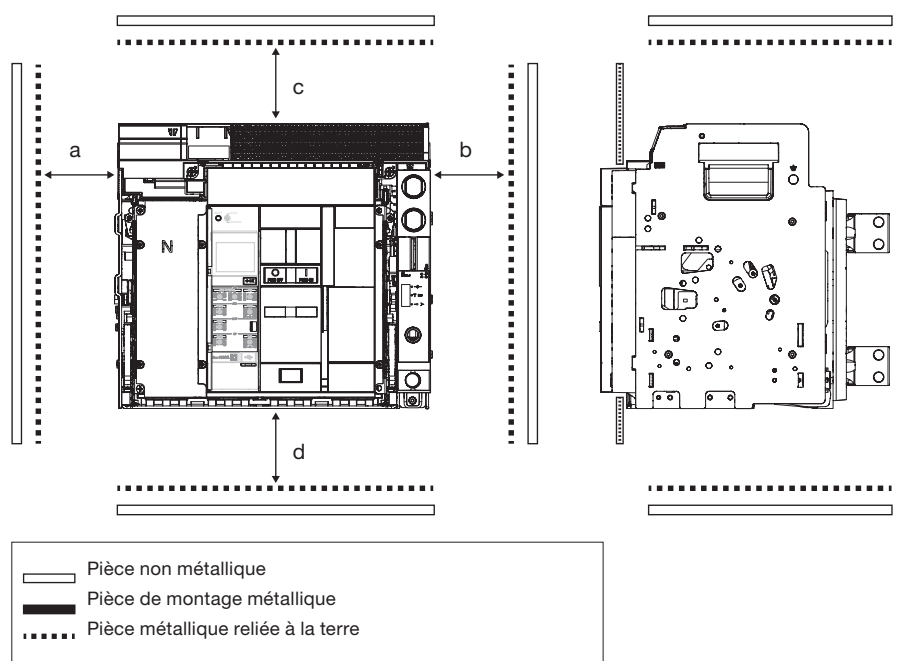 c
a
b
N
d
Pièce non métallique
Pièce de montage métallique
Pièce métallique reliée à la terre